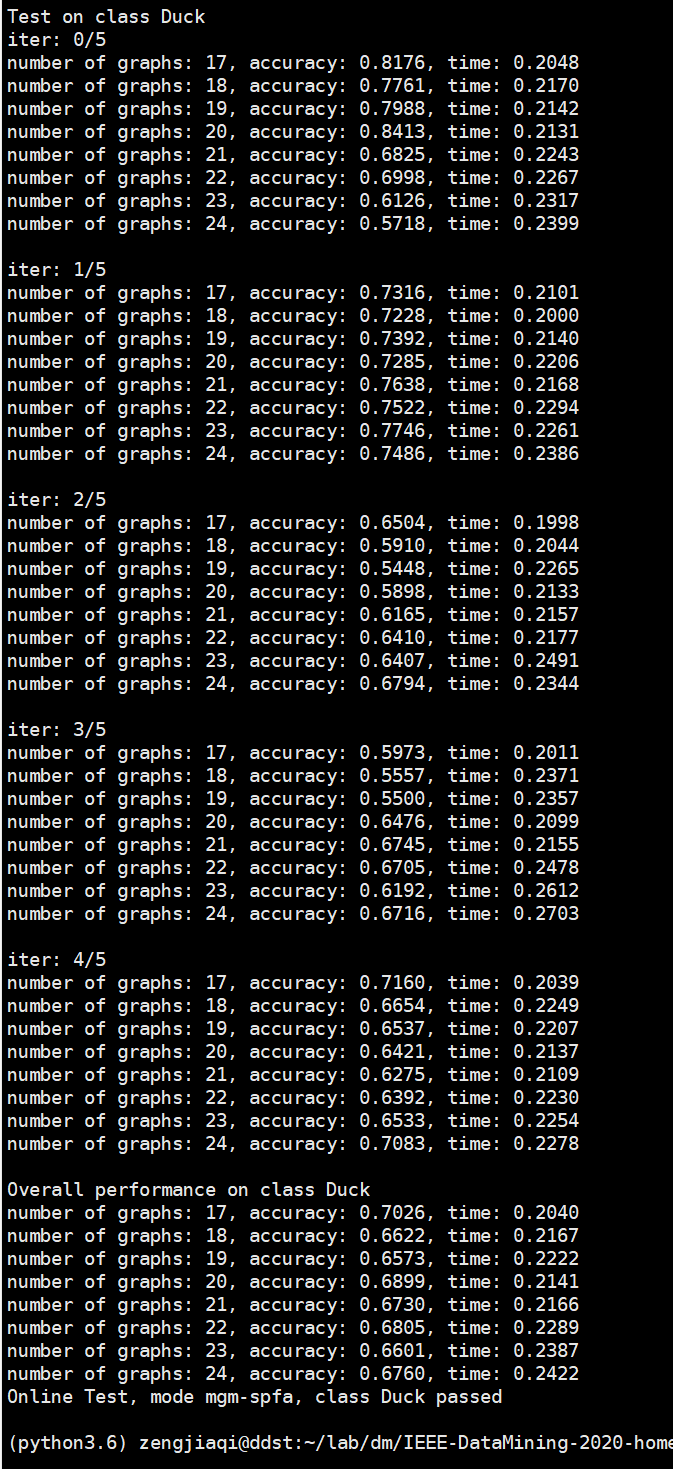 Test on class Duck
iter: 0/5
number of graphs: 17, accuracy: 0.8176, time: 0.2048
number of graphs: 18, accuracy: 0.7761, time: 0.2170
number of graphs: 19, accuracy: 0.7988, time: 0.2142
number of graphs: 20, accuracy: 0.8413, time: 0.2131
number of graphs: 21, accuracy: 0.6825, time: 0.2243
number of graphs: 22, accuracy: 0.6998, time: 0.2267
number of graphs: 23, accuracy: 0.6126, time: 0.2317
number of graphs: 24, accuracy: 0.5718, time: 0.2399
iter: 1/5
number of graphs: 17, accuracy: 0.7316, time: 0.2101
number of graphs: 18, accuracy: 0.7228, time: 0.2000
number of graphs: 19, accuracy: 0.7392, time: 0.2140
number of graphs: 20, accuracy: 0.7285, time: 0.2206
number of graphs: 21, accuracy: 0.7638, time: 0.2168
number of graphs: 22, accuracy: 0.7522, time: 0.2294
number of graphs: 23, accuracy: 0.7746, time: 0.2261
number of graphs: 24, accuracy: 0.7486, time: 0.2386
iter: 2/5
number of graphs: 17, accuracy: 0.6504, time: 0.1998
number of graphs: 18, accuracy: 0.5910, time: 0.2044
number of graphs: 19, accuracy: 0.5448, time: 0.2265
number of graphs: 20, accuracy: 0.5898, time: 0.2133
number of graphs: 21, accuracy: 0.6165, time: 0.2157
number of graphs: 22, accuracy: 0.6410, time: 0.2177
number of graphs: 23, accuracy: 0.6407, time: 0.2491
number of graphs: 24, accuracy: 0.6794, time: 0.2344
iter: 3/5
number of graphs: 17, accuracy: 0.5973, time: 0.2011
number of graphs: 18, accuracy: 0.5557, time: 0.2371
number of graphs: 19, accuracy: 0.5500, time: 0.2357
number of graphs: 20, accuracy: 0.6476, time: 0.2099
number of graphs: 21, accuracy: 0.6745, time: 0.2155
number of graphs: 22, accuracy: 0.6705, time: 0.2478
number of graphs: 23, accuracy: 0.6192, time: 0.2612
number of graphs: 24, accuracy: 0.6716, time: 0.2703
iter: 4/5
number of graphs: 17, accuracy: 0.7160, time: 0.2039
number of graphs: 18, accuracy: 0.6654, time: 0.2249
number of graphs: 19, accuracy: 0.6537, time: 0.2207
number of graphs: 20, accuracy: 0.6421, time: 0.2137
number of graphs: 21, accuracy: 0.6275, time: 0.2109
number of graphs: 22, accuracy: 0.6392, time: 0.2230
number of graphs: 23, accuracy: 0.6533, time: 0.2254
number of graphs: 24, accuracy: 0.7083, time: 0.2278
Overall performance on class Duck
number of graphs: 17, accuracy: 0.7026, time: 0.2040
number of graphs: 18, accuracy: 0.6622, time: 0.2167
number of graphs: 19, accuracy: 0.6573, time: 0.2222
number of graphs: 20, accuracy: 0.6899, time: 0.2141
number of graphs: 21, accuracy: 0.6730, time: 0.2166
number of graphs: 22, accuracy: 0.6805, time: 0.2289
number of graphs: 23, accuracy: 0.6601, time: 0.2387
number of graphs: 24, accuracy: 0.6760, time: 0.2422
Online Test, mode mgm-spfa, class Duck passed
(python3.6) zengjiaqi@ddst:~/lab/dm/IEEE-DataMining-2020-home